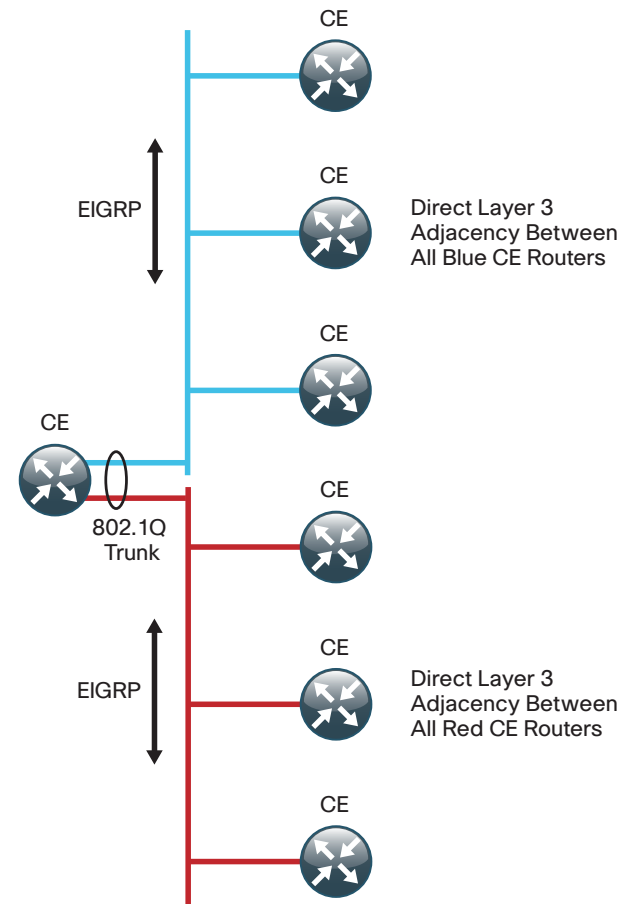 CE
CE
EIGRP
Direct Layer 3
Adjacency Between
All Blue CE Routers
CE
CE
CE
802.1Q
Trunk
CE
EIGRP
Direct Layer 3
Adjacency Between
All Red CE Routers
CE